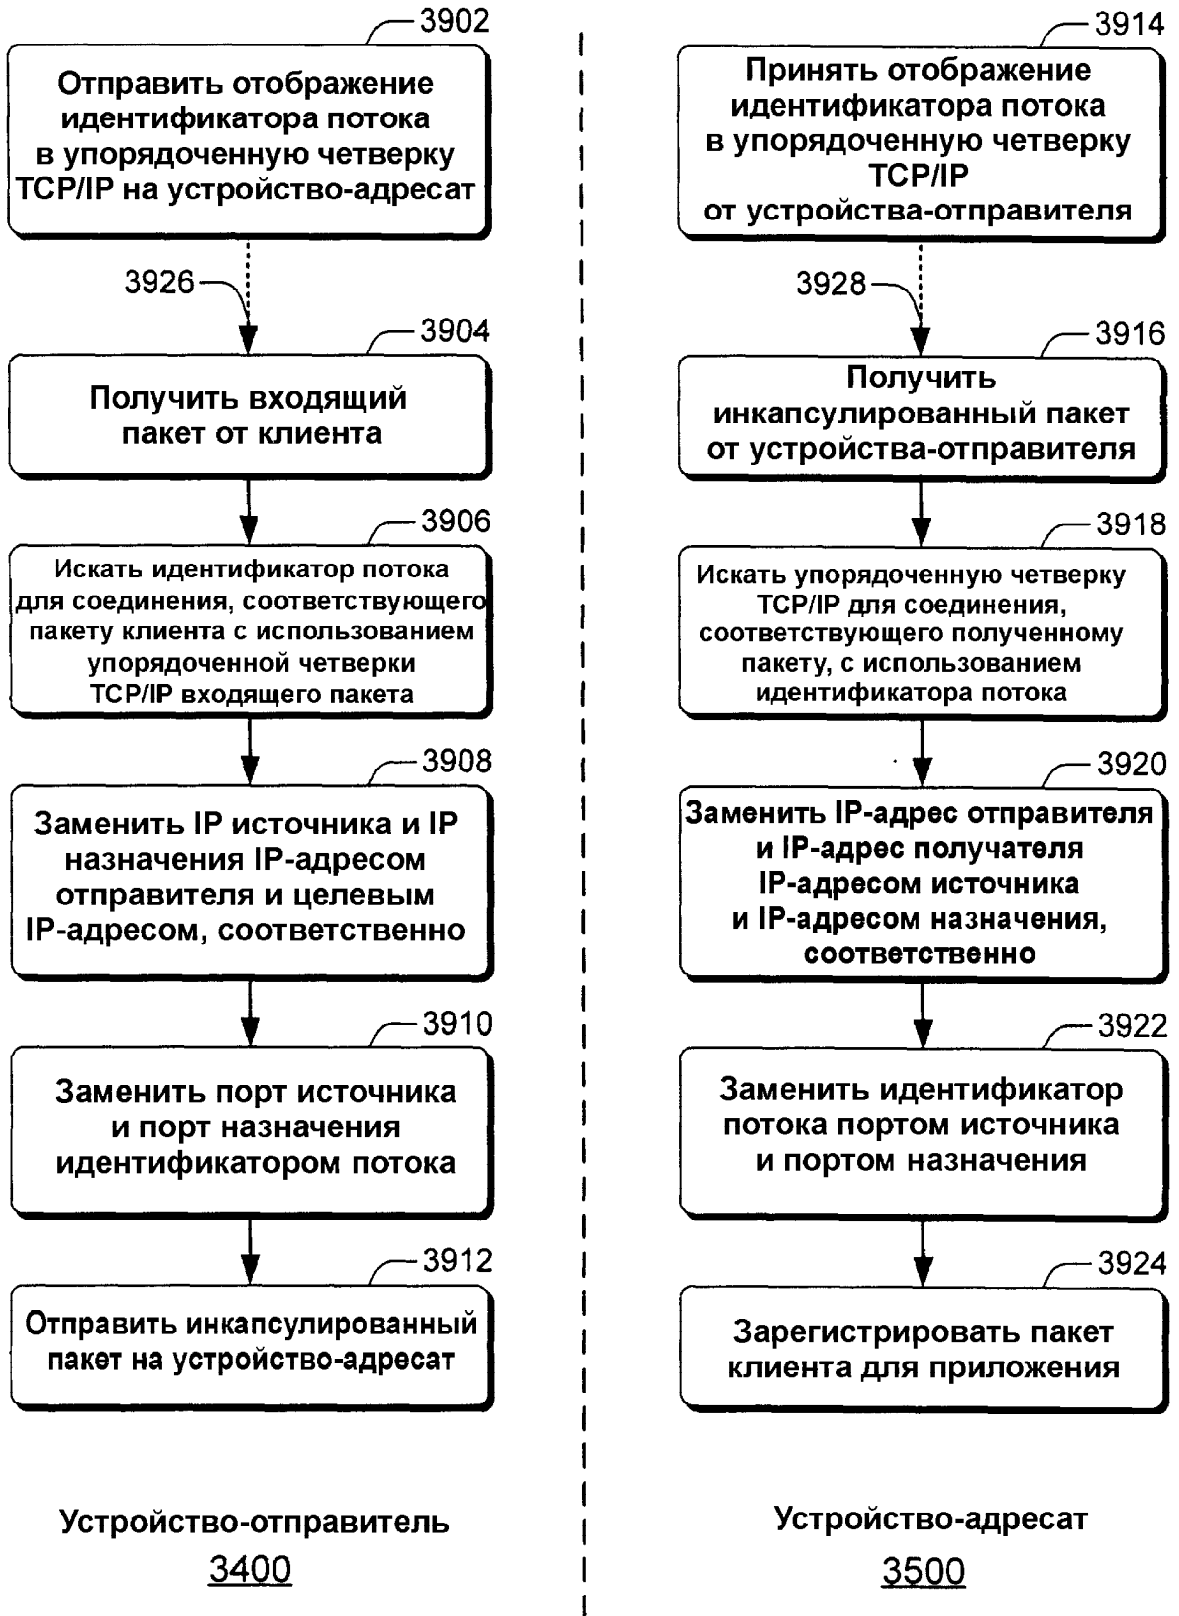 3902
Отправить отображение
идентификатора потока
в упорядоченную четверку
TCP/IP на устройство-адресат
3926
3904
Получить входящий
пакет от клиента
3906
Искать идентификатор потока
для соединения, соответствующего
пакету клиента с использованием
упорядоченной четверки
TCP/IP входящего пакета
3908
Заменить IP источника и IP
назначения IP-адресом
отправителя и целевым
IP-адресом, соответственно
3910
Заменить порт источника
и порт назначения
идентификатором потока
3912
Отправить инкапсулированный
пакет на устройство-адресат
Устройство-отправитель
3400
3914
Принять отображение
идентификатора потока
в упорядоченную четверку
TCP/IP
от устройства-отправителя
3928
3916
Получить
инкапсулированный пакет
от устройства-отправителя
3918
Искать упорядоченную четверку
TCP/IP для соединения,
соответствующего полученному
пакету, с использованием
идентификатора потока
3920
Заменить IP-адрес отправителя
и IP-адрес получателя
IP-адресом источника
и IP-адресом назначения,
соответственно
3922
Заменить идентификатор
потока портом источника
и портом назначения
3924
Зарегистрировать пакет
клиента для приложения
Устройство-адресат
3500